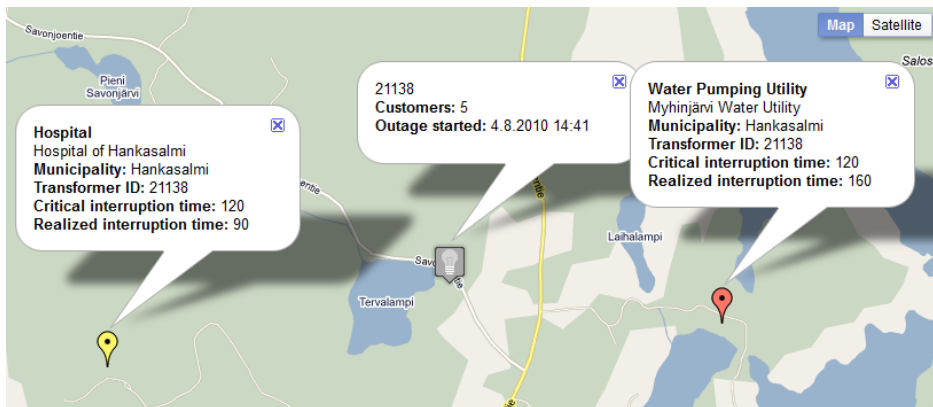 Savonjoentie
Map
Satellite
Salos
Pieni
Savonjärvi
21138
Customers: 5
Outage started: 4.8.2010 14:41
Water Pumping Utility
Myhinjärvi Water Utility
Municipality: Hankasalmi
Transformer ID: 21138
Critical interruption time: 120
Realized interruption time: 160
Hospital
Hospital of Hankasalmi
Municipality: Hankasalmi
Transformer ID: 21138
Critical interruption time: 120
Realized interruption time: 90
Laihalampi
Tervalampi